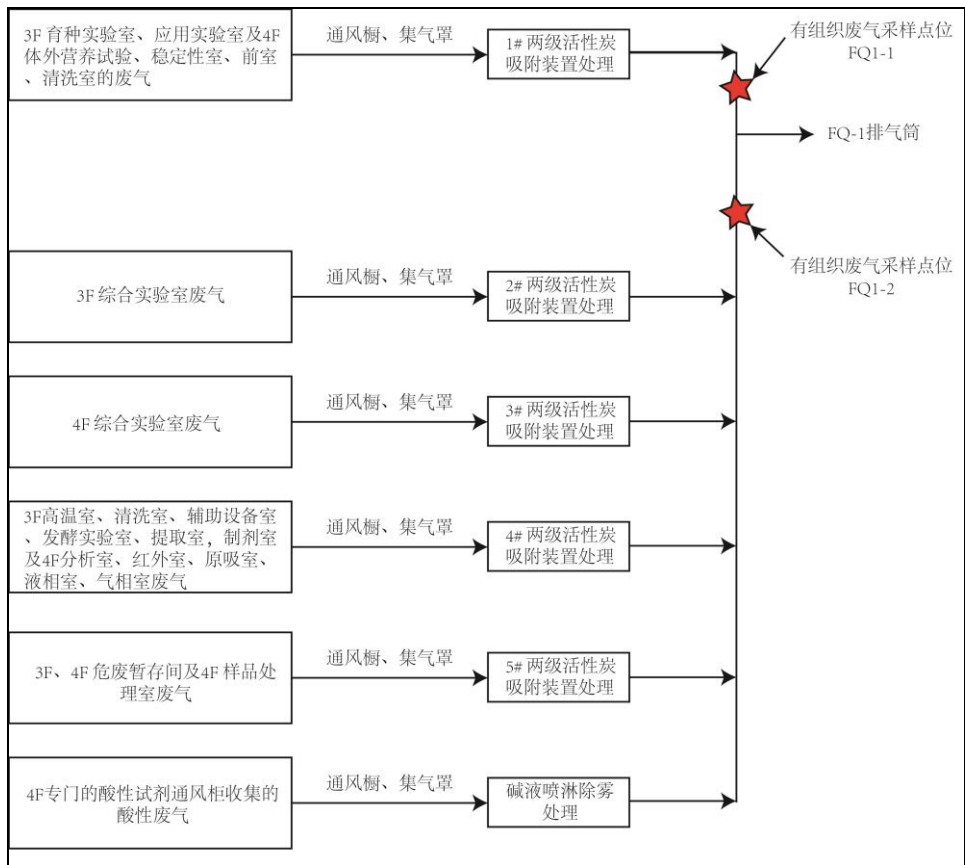 3F 育种实验室、应用实验室及4F
体外营养试验、稳定性室、前室
、清洗室的废气
通风橱、集气罩
1# 两级活性炭
吸附装置处理
有组织废气采样点位
FQ1-1
FQ-1排气筒
有组织废气采样点位
FQ1-2
3F 综合实验室废气
通风橱、集气罩
2# 两级活性炭
吸附装置处理
4F 综合实验室废气
通风橱、集气罩
3# 两级活性炭
吸附装置处理
3F高温室、清洗室、辅助设备室
、发酵实验室、提取室，制剂室
及4F分析室、红外室、原吸室、
液相室、气相室废气
通风橱、集气罩
4# 两级活性炭
吸附装置处理
3F、4F 危废暂存间及4F 样品处
理室废气
通风橱、集气罩
5# 两级活性炭
吸附装置处理
4F专门的酸性试剂通风柜收集的
酸性废气
通风橱、集气罩
碱液喷淋除雾
处理